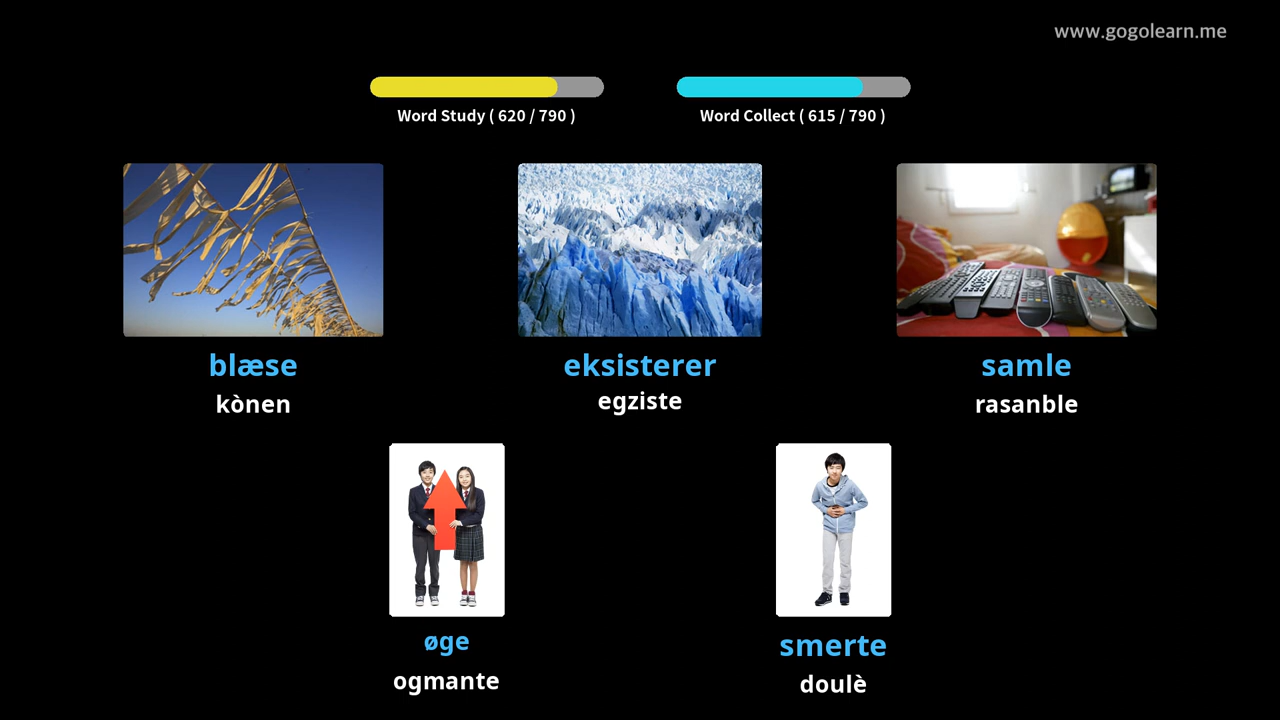 www.gogolearn.me
Word Study ( 620 / 790 )
Word Collect ( 615 / 790 )
blæse
kònen
eksisterer
egziste
samle
rasanble
øge
ogmante
smerte
doulè